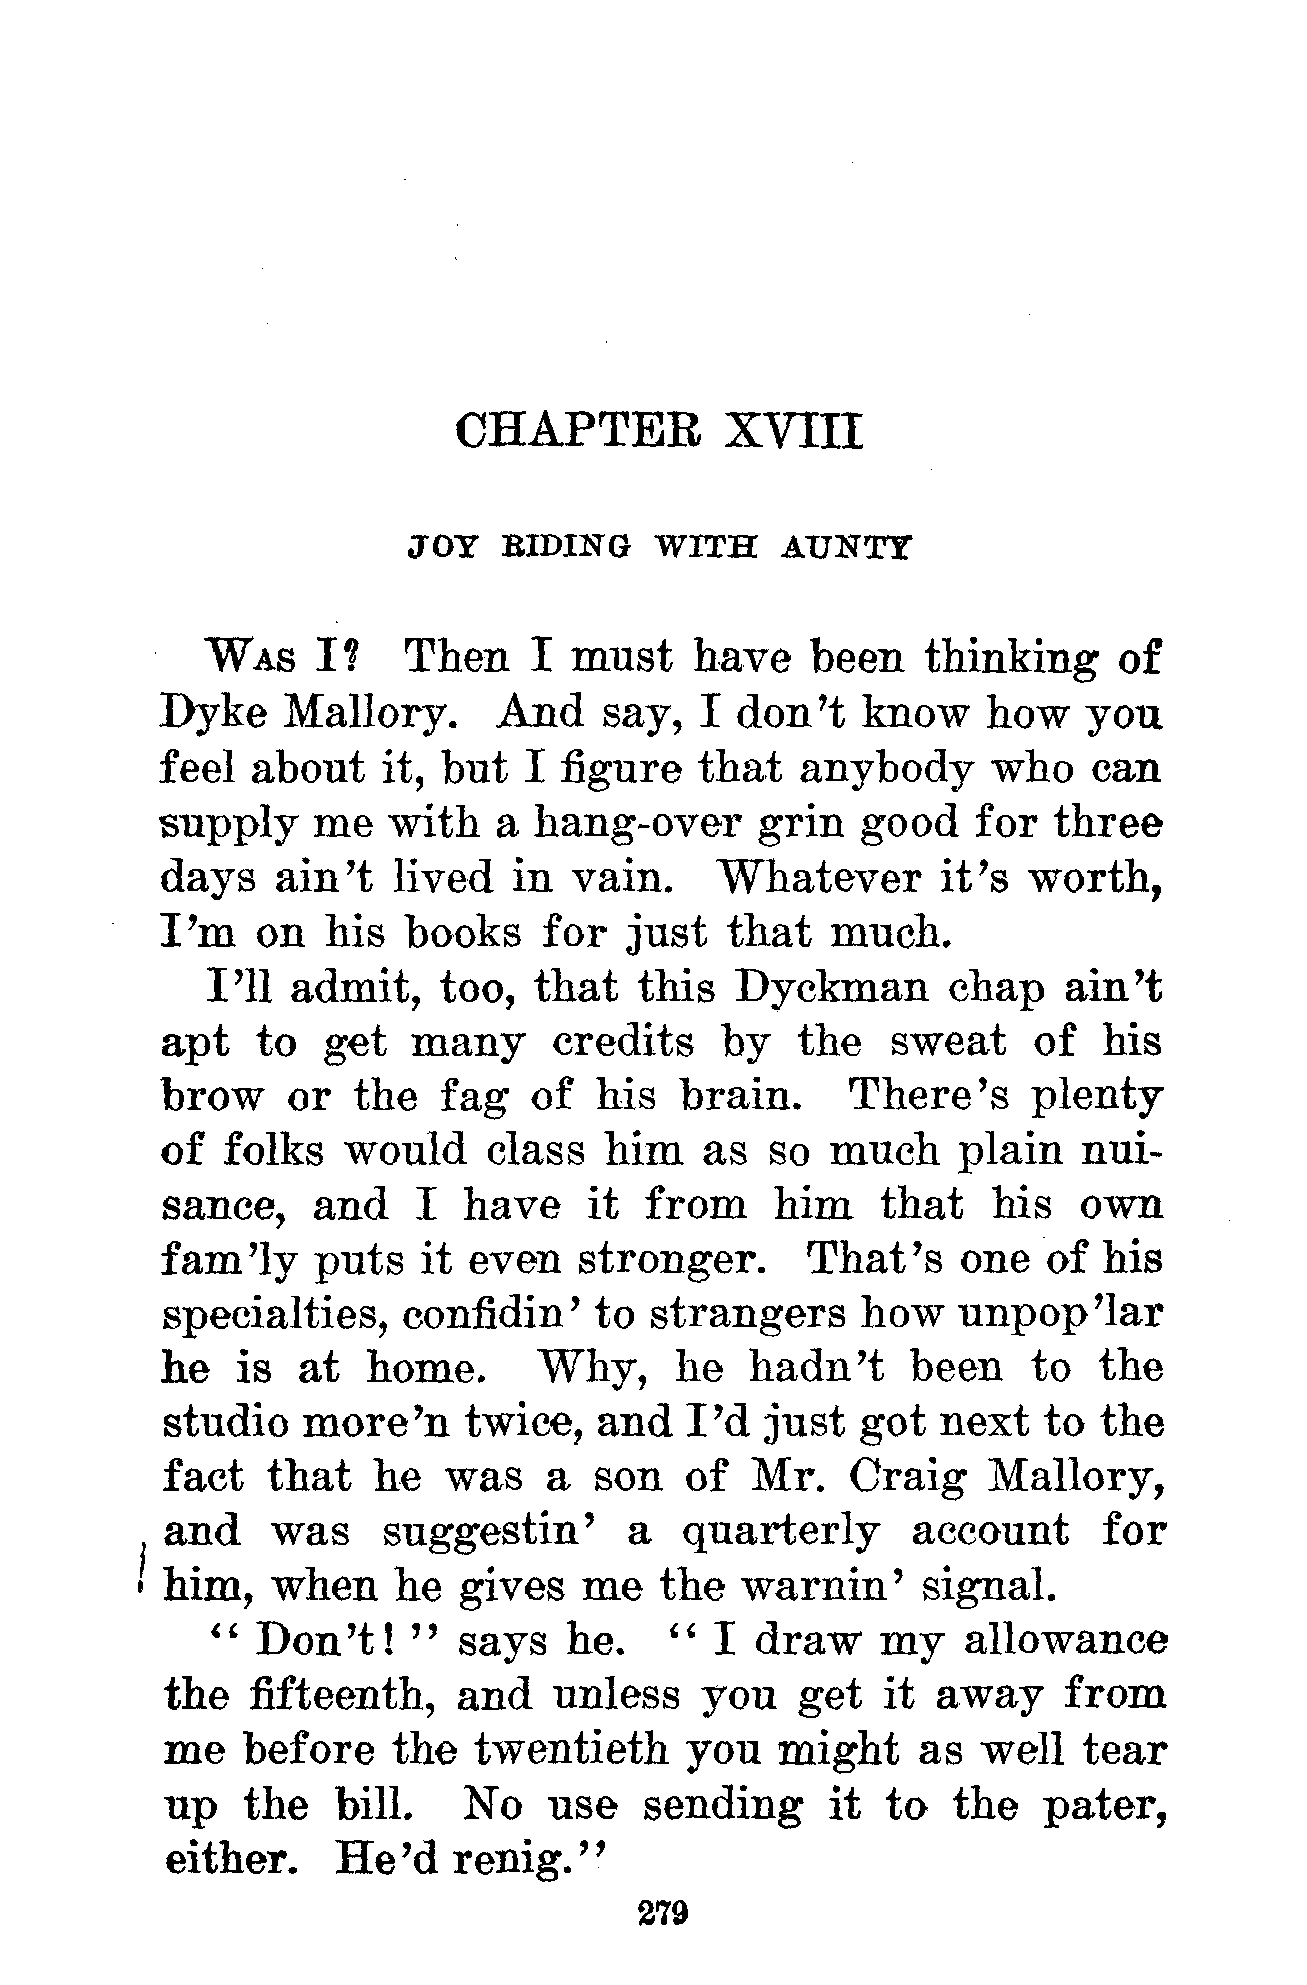 CHAPTER XVIII
JOY RIDING WITH AUNTY
Was I? Then I must have been thinking of
Dyke Mallory. And say, I don't know how you
feel about it, but I figure that anybody who can
supply me with a hang-over grin good for three
days ain't lived in vain. Whatever it's worth,
I'm on his books for just that much.
I'll admit, too, that this Dyckman chap ain't
apt to get many credits by the sweat of his
brow or the fag of his brain. There's plenty
of folks would class him as so much plain nui-
sance, and I have it from him that his own
fam'ly puts it even stronger. That's one of his
specialties, confidin' to strangers how unpop'lar
he is at home. Why, he hadn't been to the
studio more'n twice, and I'd just got next to the
fact that he was a son of Mr. Craig Mallory,
and was suggestin' a quarterly account for
him, when he gives me the warnin' signal.
“ Don't! ” says he. “ I draw my allowance
the fifteenth, and unless you get it away from
me before the twentieth you might as well tear
up the bill. No use sending it to the pater,
either. He'd renig.”
279